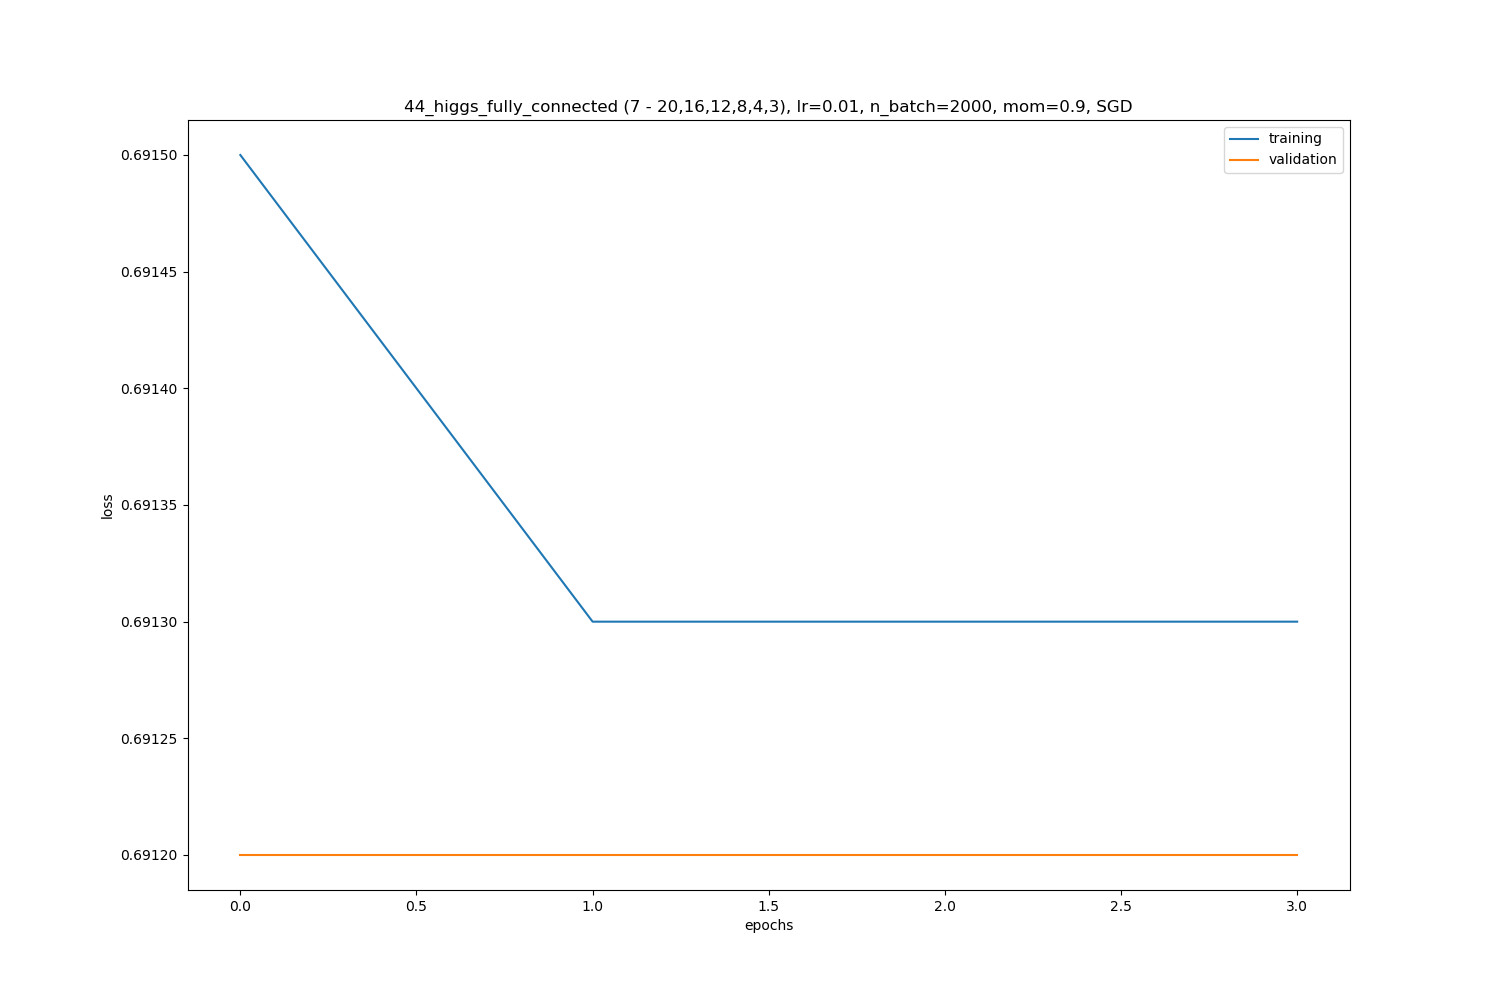 44_higgs_fully_connected (7 - 20,16,12,8,4,3), lr=0.01, n_batch=2000, mom=0.9, SGD
training
validation
0.69150
0.69145
0.69140
0.69135
0.69130
0.69125
0.69120
loss
0.0 0.5 1.0 1.5 2.0 2.5 3.0
epochs